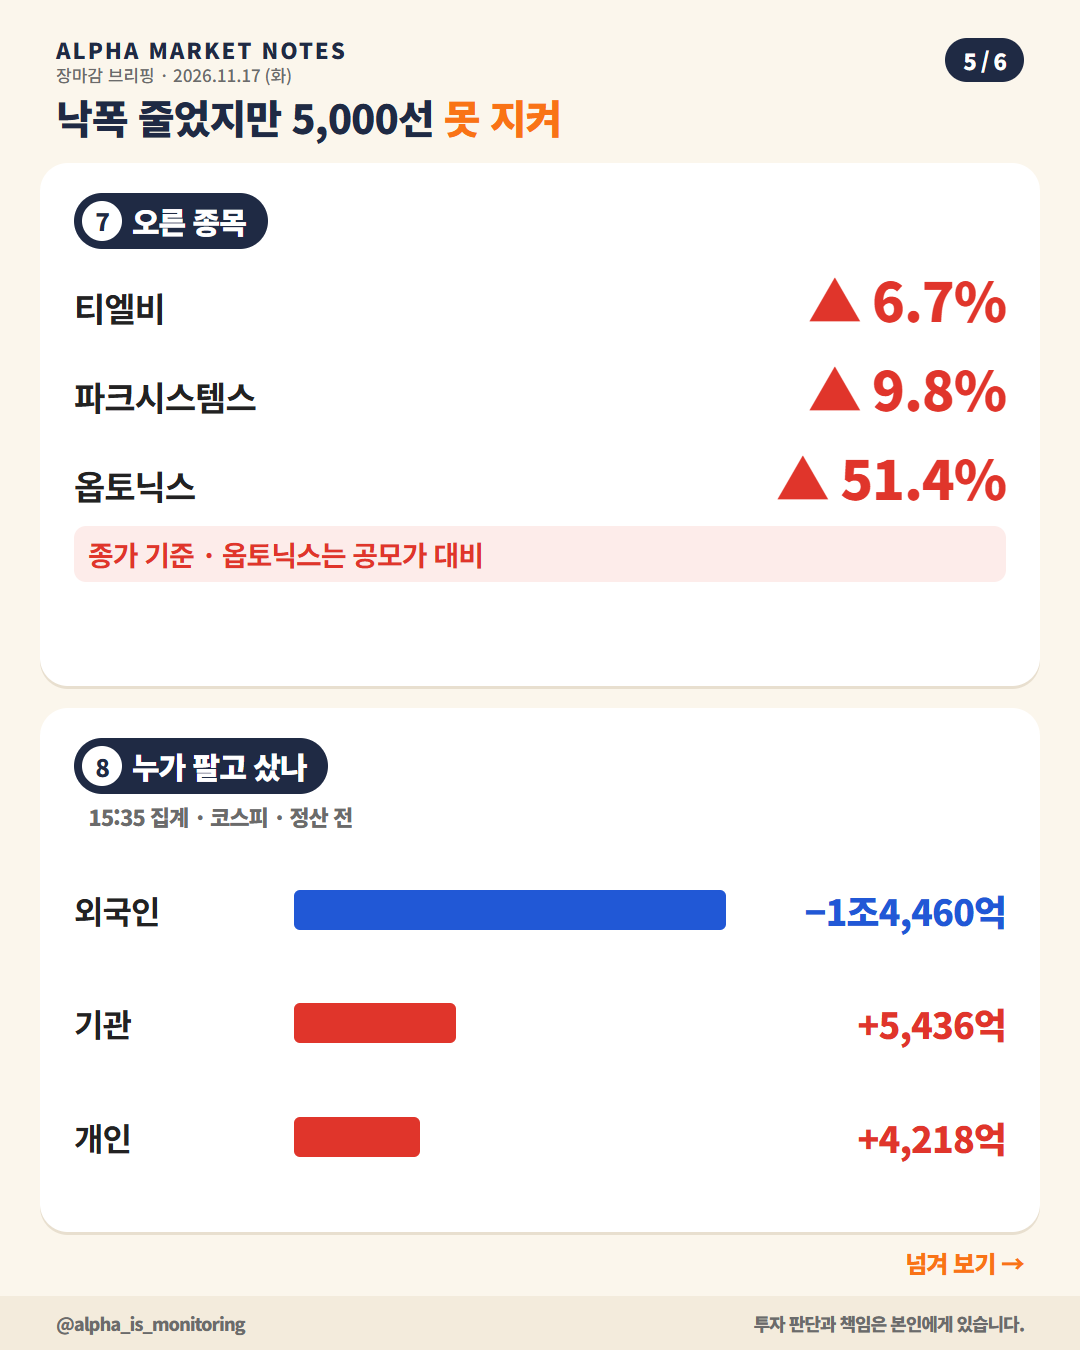 ALPHA MARKET NOTES
장마감 브리핑 · 2026.11.17 (화)
5 / 6
낙폭 줄었지만 5,000선 못 지켜
7 오른 종목
티엘비 ▲ 6.7%
파크시스템스 ▲ 9.8%
옵토닉스 ▲ 51.4%
종가 기준 · 옵토닉스는 공모가 대비
8 누가 팔고 샀나
15:35 집계 · 코스피 · 정산 전
외국인 −1조4,460억
기관 +5,436억
개인 +4,218억
넘겨 보기 →
@alpha_is_monitoring
투자 판단과 책임은 본인에게 있습니다.